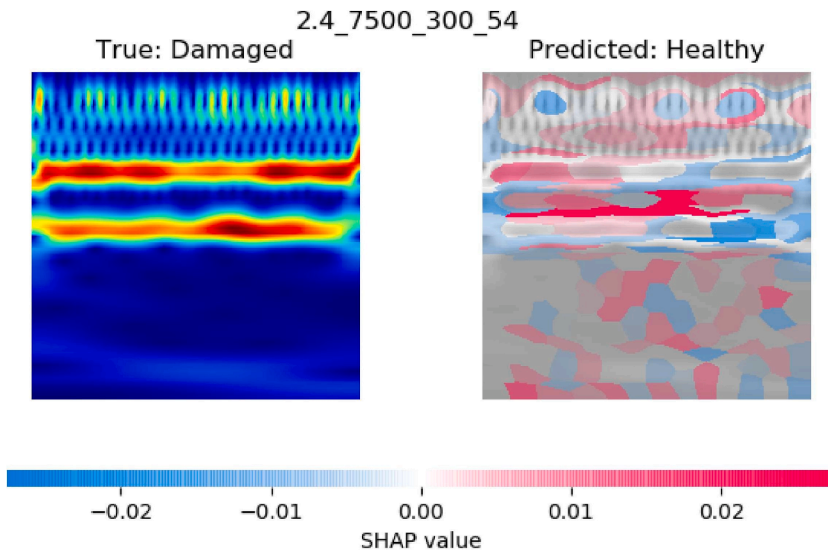 2.4_7500_300_54
True: Damaged
Predicted: Healthy
−0.02 −0.01 0.00 0.01 0.02
SHAP value